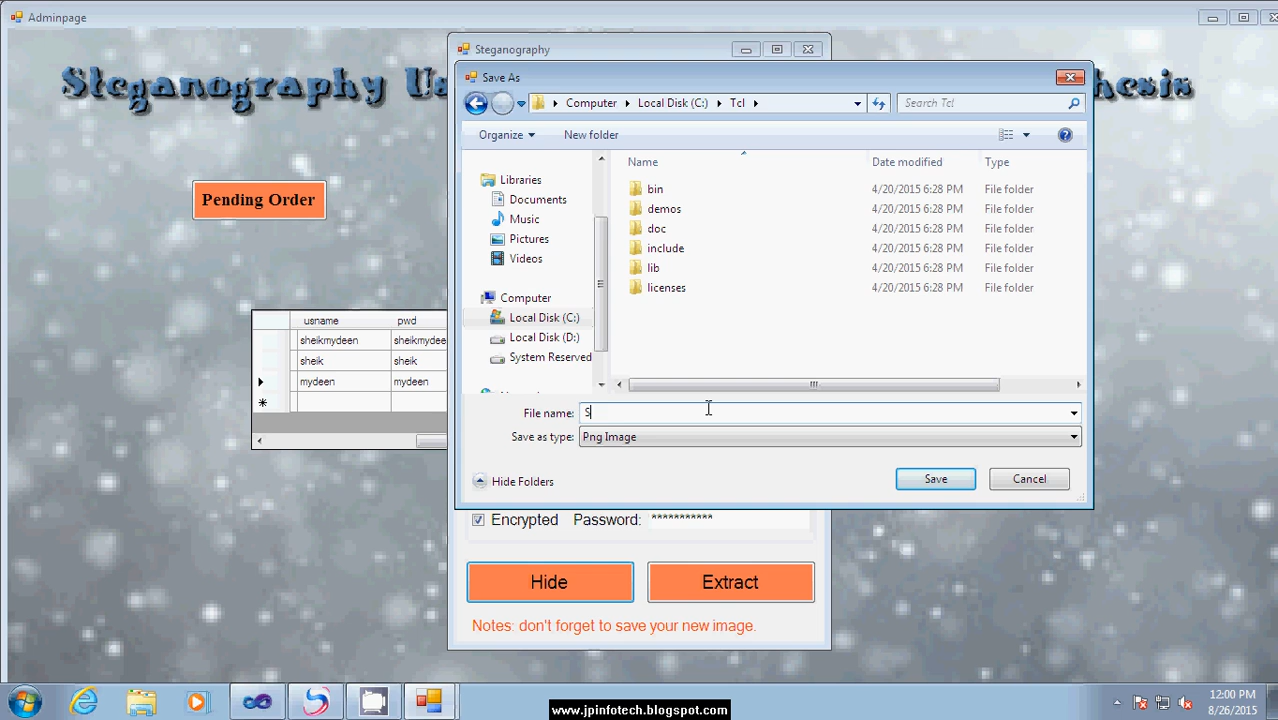 Adminpage
Steganography
Steganography Us
hesis
Save As
Computer
Local Disk (C:)
Tcl
Search Tcl
Organize
New folder
Name
Date modified
Type
Libraries
Documents
Music
Pictures
Videos
Computer
Local Disk (C:)
Local Disk (D:)
System Reserved
bin 4/20/2015 6:28 PM File folder
demos 4/20/2015 6:28 PM File folder
doc 4/20/2015 6:28 PM File folder
include 4/20/2015 6:28 PM File folder
lib 4/20/2015 6:28 PM File folder
licenses 4/20/2015 6:28 PM File folder
Pending Order
usname pwd
sheikmydeen sheikmydee
sheik sheik
mydeen mydeen
File name: S
Save as type: Png Image
Hide Folders
Save
Cancel
Encrypted Password: ***********
Hide
Extract
Notes: don't forget to save your new image.
12:00 PM
8/26/2015
www.jpinfotech.blogspot.com